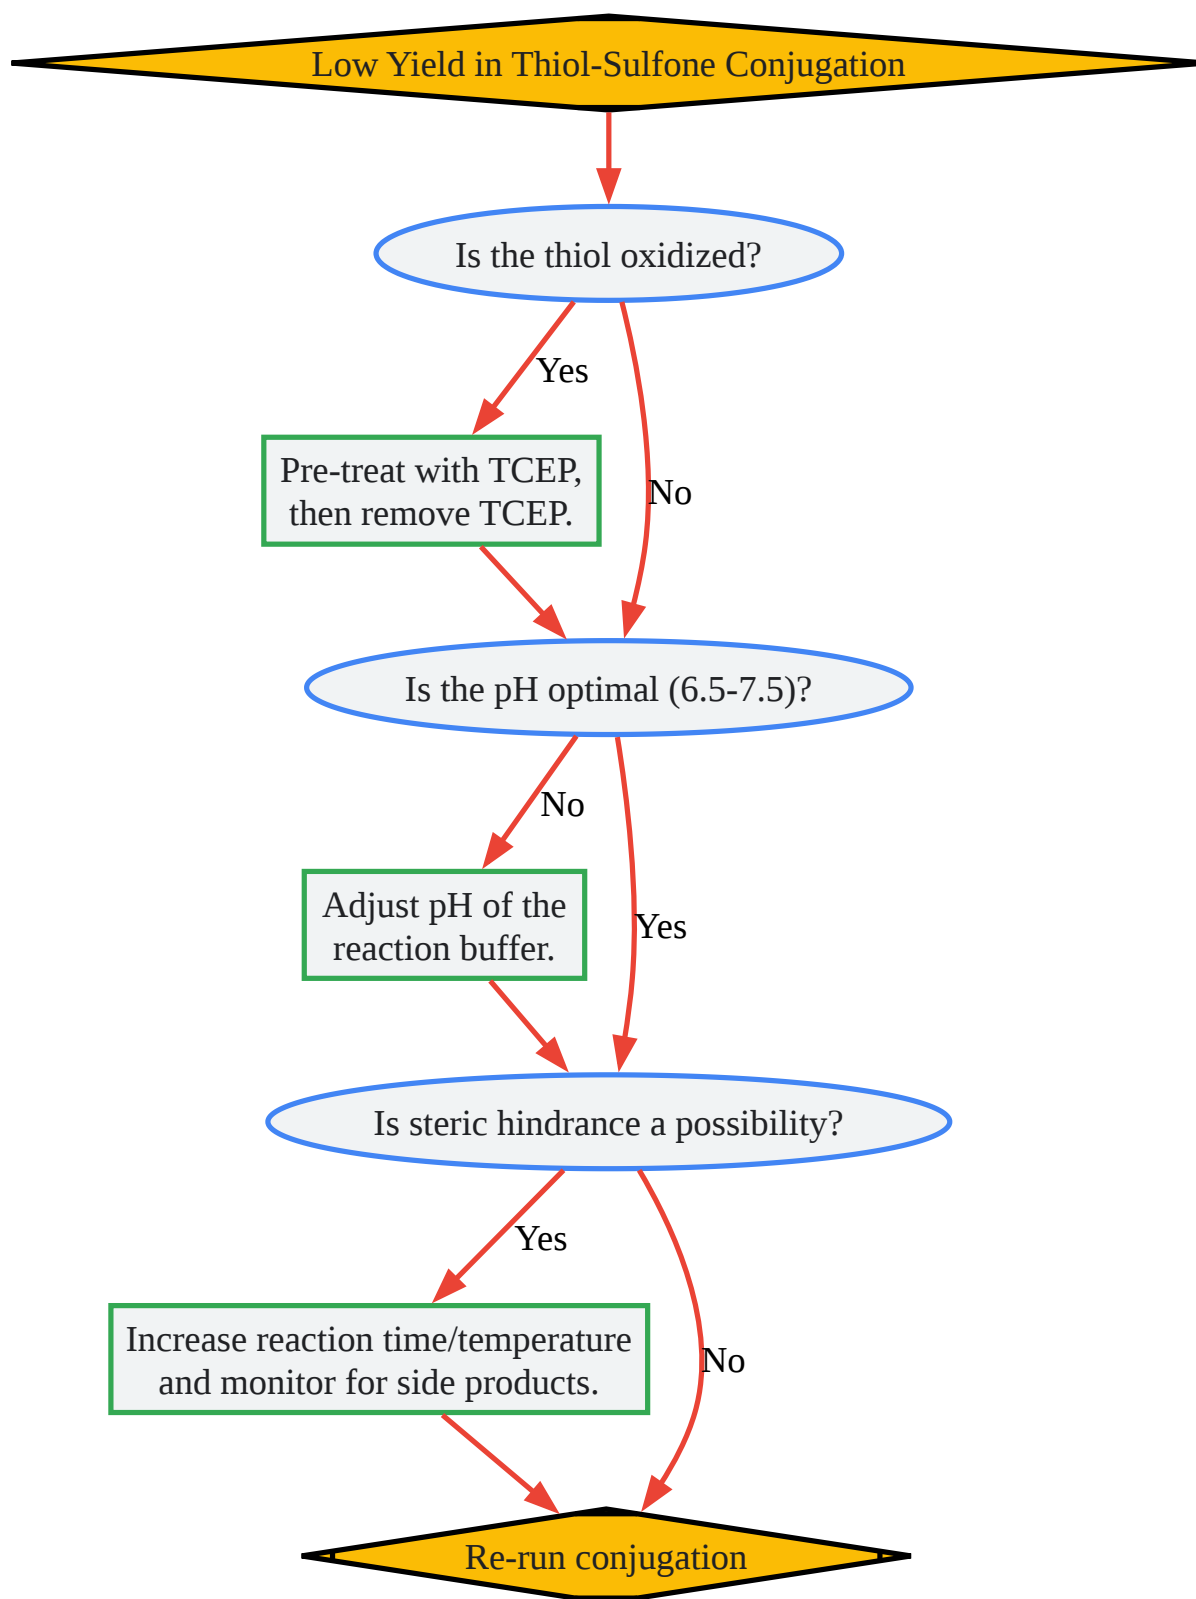 Low Yield in Thiol-Sulfone Conjugation
Is the thiol oxidized?
Yes
Pre-treat with TCEP,
then remove TCEP.
No
Is the pH optimal (6.5-7.5)?
No
Adjust pH of the
reaction buffer.
Yes
Is steric hindrance a possibility?
Yes
Increase reaction time/temperature
and monitor for side products.
No
Re-run conjugation